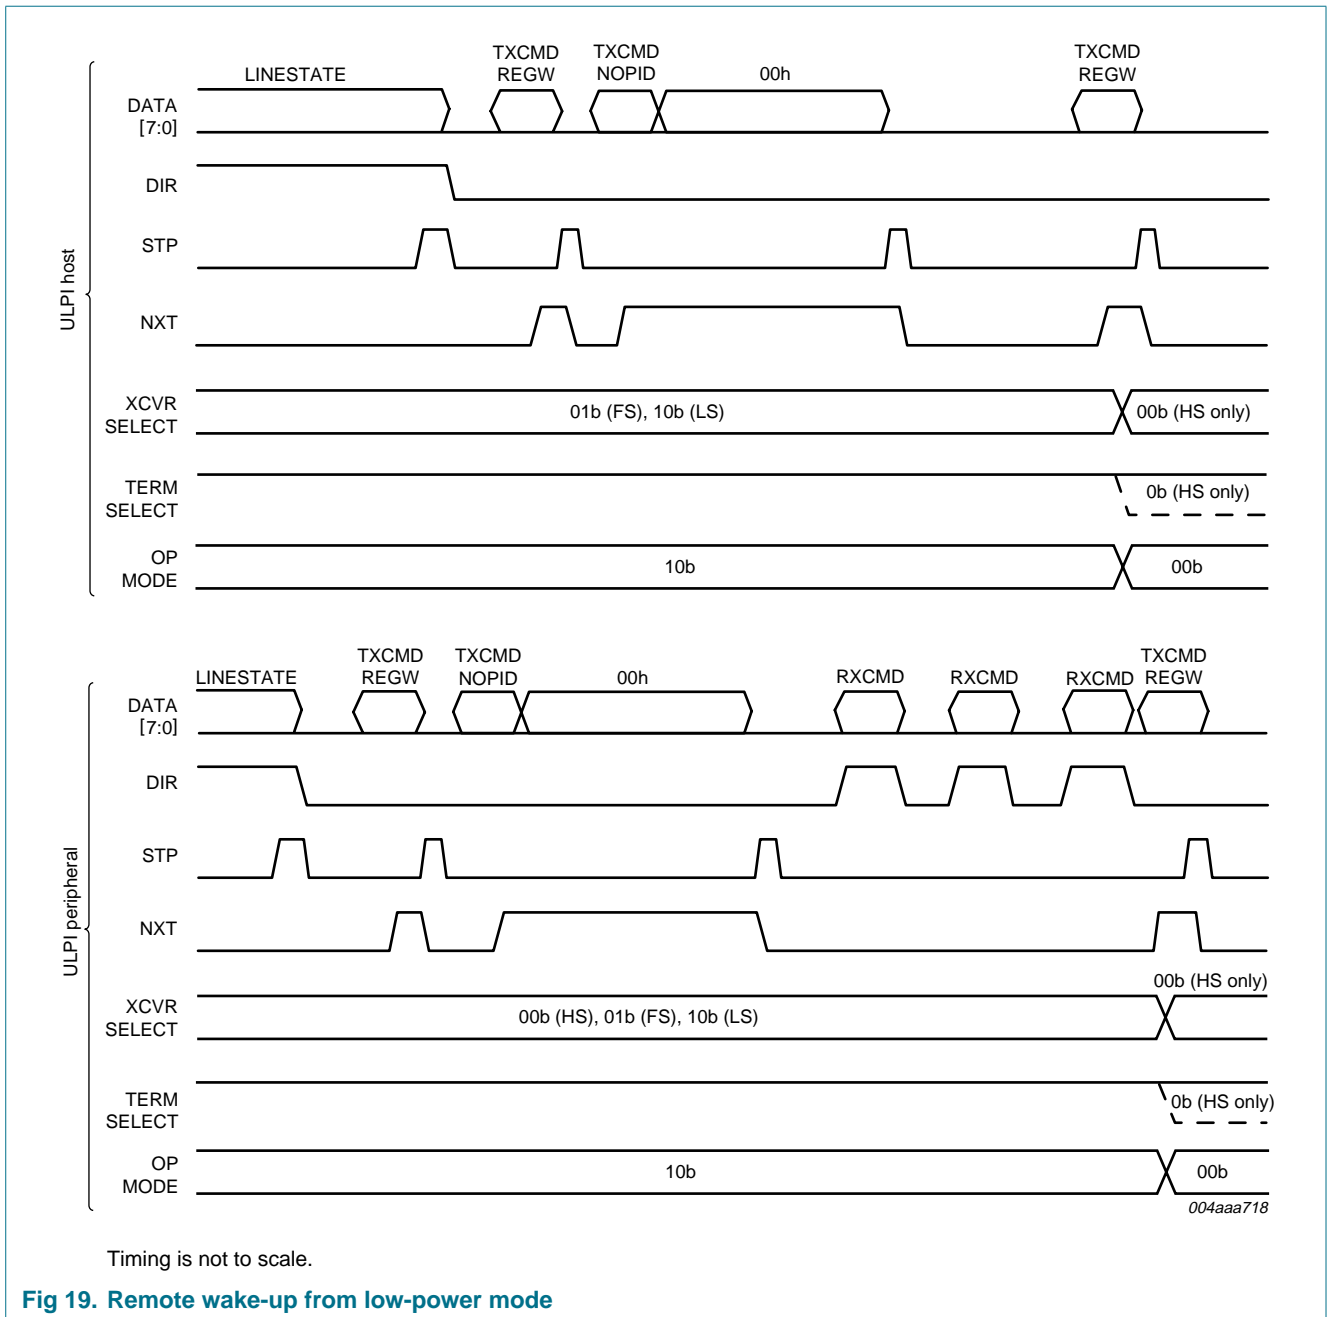 ULPI host
TXCMD
REGW
TXCMD
NOPID
TXCMD
REGW
LINESTATE
00h
DATA
[7:0]
DIR
STP
NXT
XCVR
SELECT
01b (FS), 10b (LS)
00b (HS only)
TERM
SELECT
0b (HS only)
OP
MODE
10b
00b
ULPI peripheral
TXCMD
REGW
TXCMD
NOPID
TXCMD
REGW
LINESTATE
00h
RXCMD
RXCMD
RXCMD
DATA
[7:0]
DIR
STP
NXT
00b (HS only)
XCVR
SELECT
00b (HS), 01b (FS), 10b (LS)
TERM
SELECT
0b (HS only)
OP
MODE
10b
00b
004aaa718
Timing is not to scale.
Fig 19. Remote wake-up from low-power mode